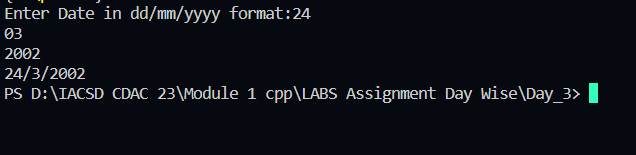 Enter Date in dd/mm/yyyy format:24
03
2002
24/3/2002
PS D:\IACSD CDAC 23\Module 1 cpp\LABS Assignment Day Wise\Day_3>